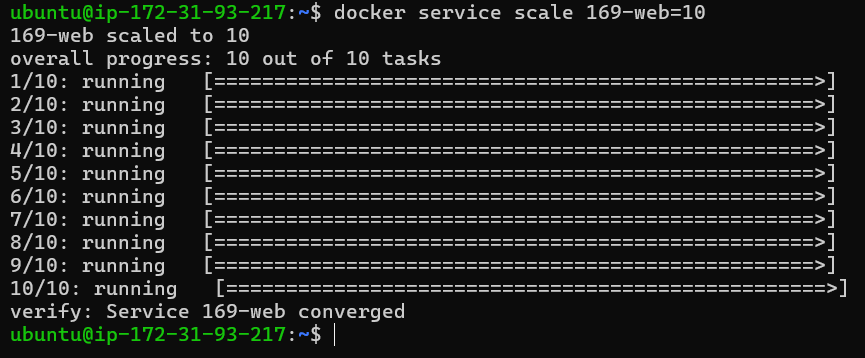 ubuntu@ip-172-31-93-217:~$ docker service scale 169-web=10
169-web scaled to 10
overall progress: 10 out of 10 tasks
1/10: running   [==================================================>]
2/10: running   [==================================================>]
3/10: running   [==================================================>]
4/10: running   [==================================================>]
5/10: running   [==================================================>]
6/10: running   [==================================================>]
7/10: running   [==================================================>]
8/10: running   [==================================================>]
9/10: running   [==================================================>]
10/10: running   [==================================================>]
verify: Service 169-web converged
ubuntu@ip-172-31-93-217:~$